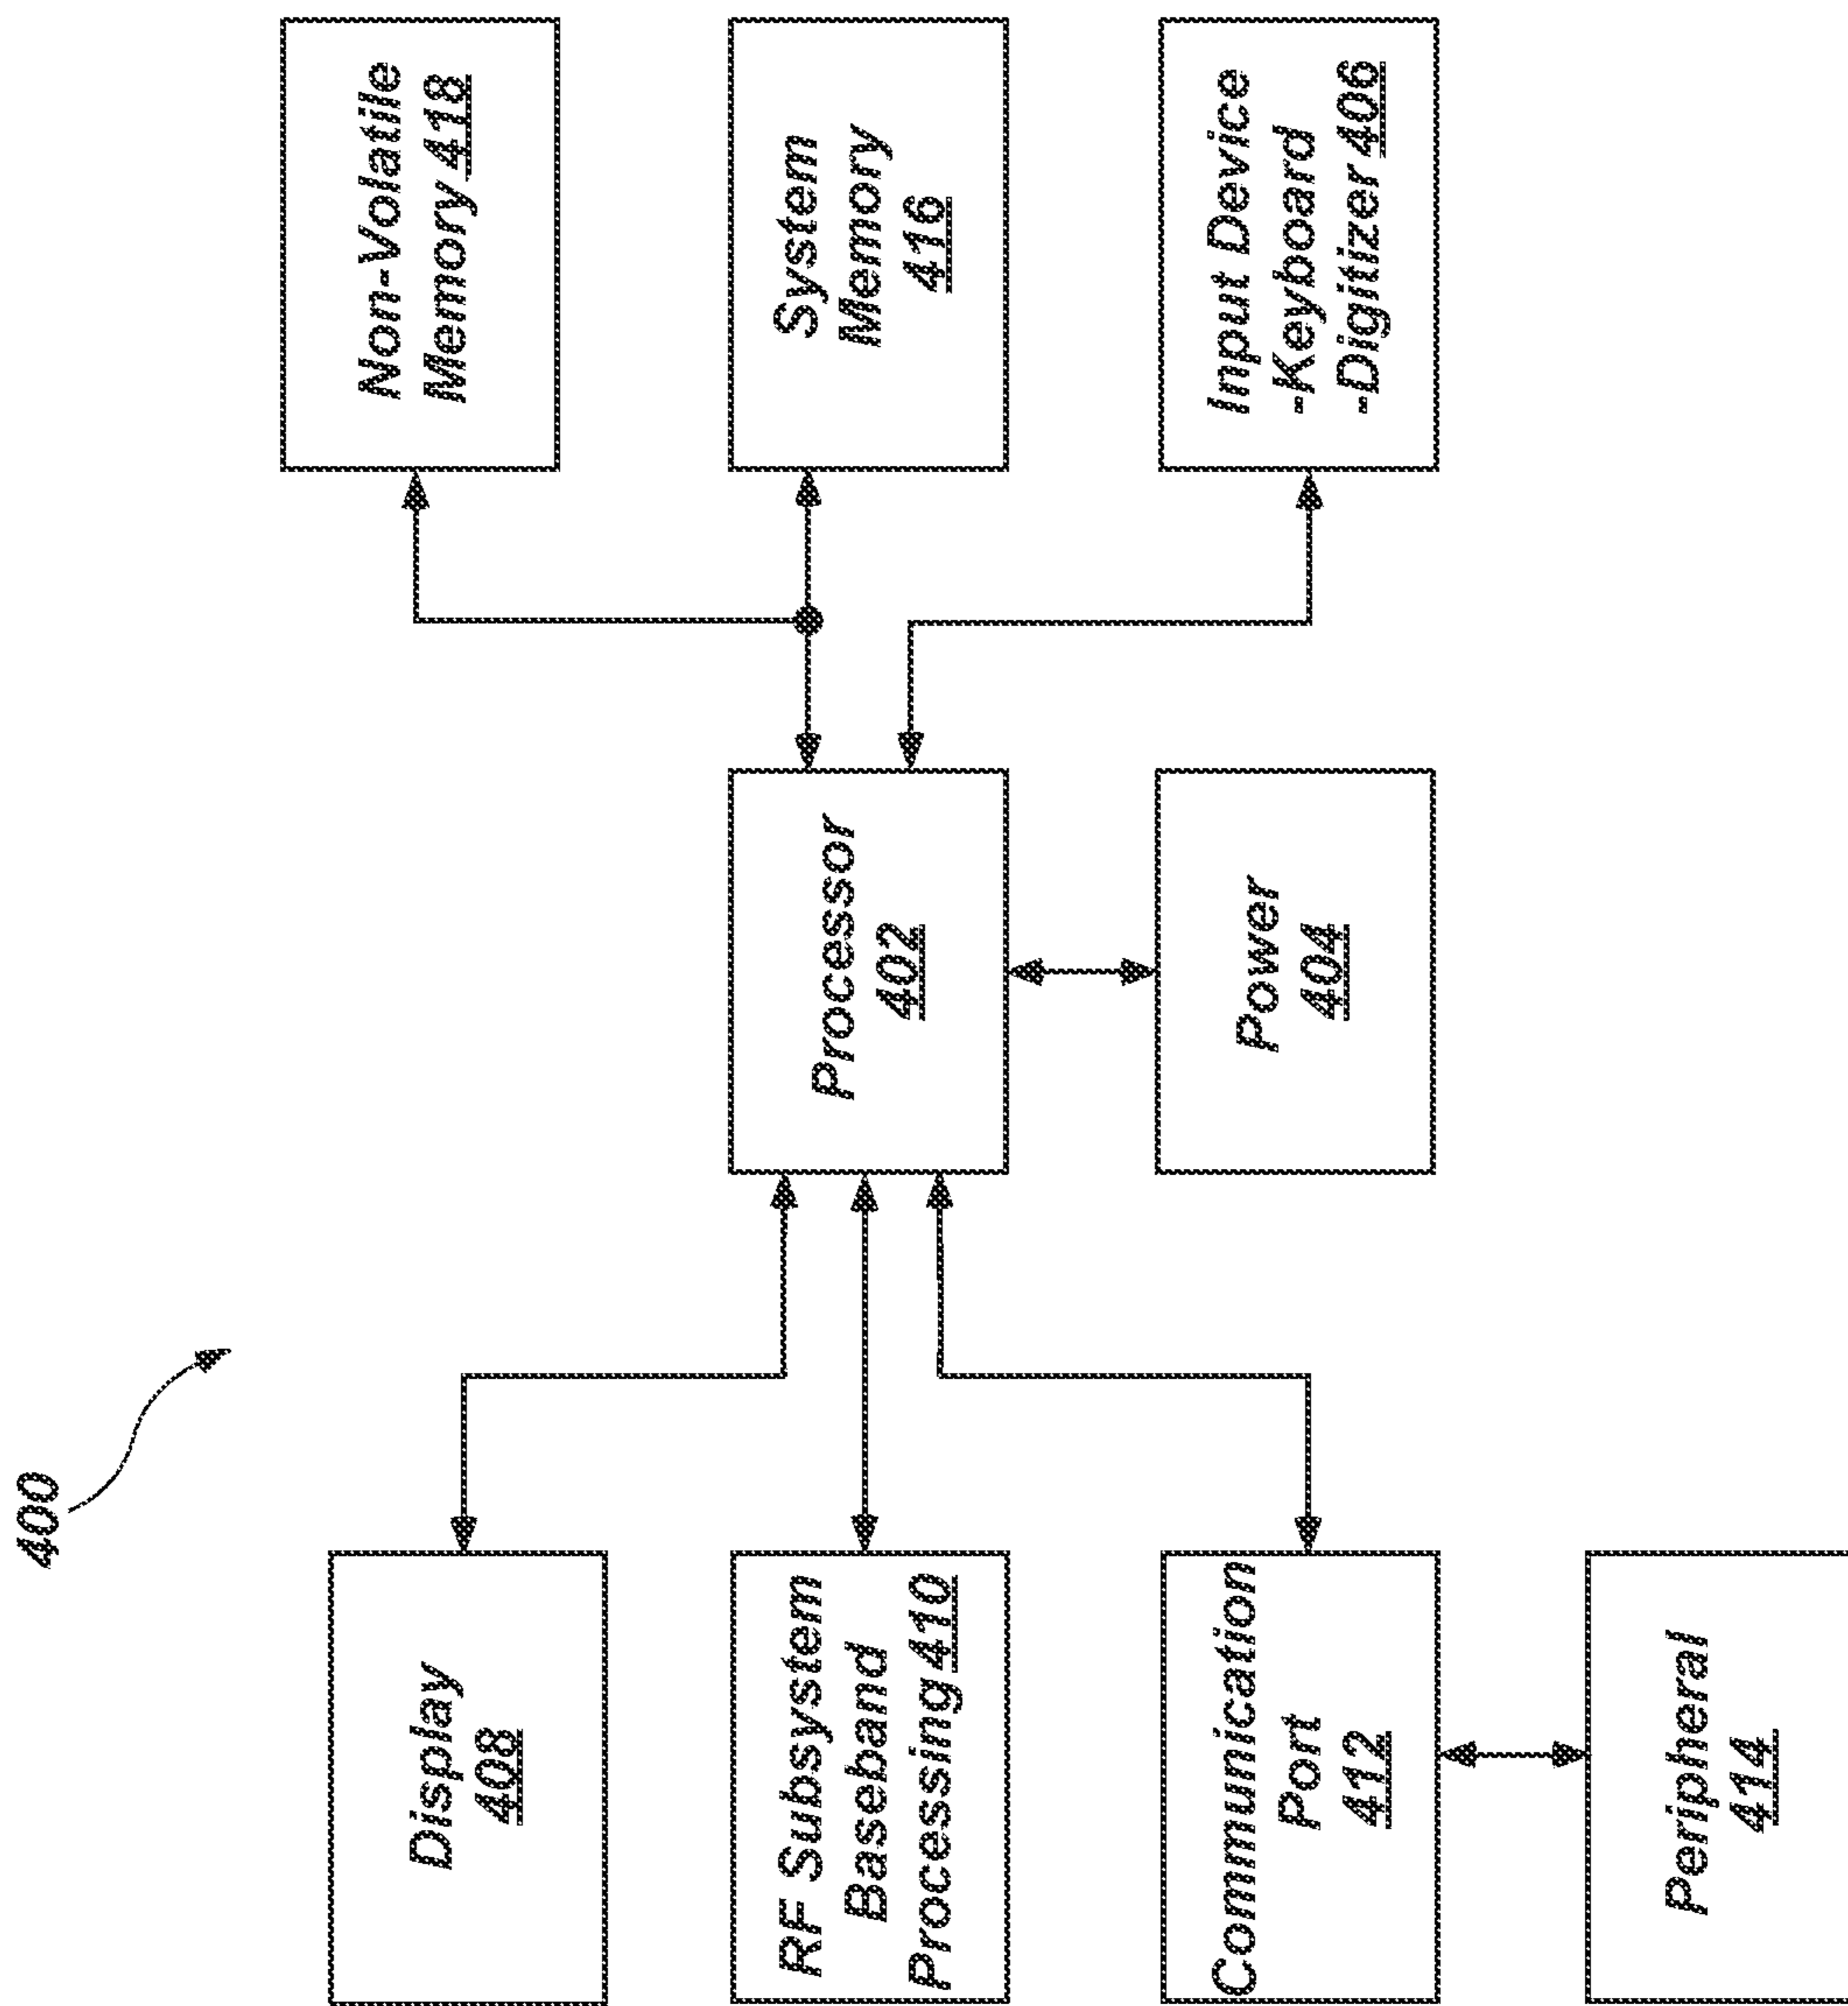 400
Display
408
RF Subsystem
Baseband
Processing 410
Communication
Port
412
Peripheral
414
Processor
402
Power
404
Non-Volatile
Memory 418
System
Memory
416
Input Device
-Keyboard
-Digitizer 406